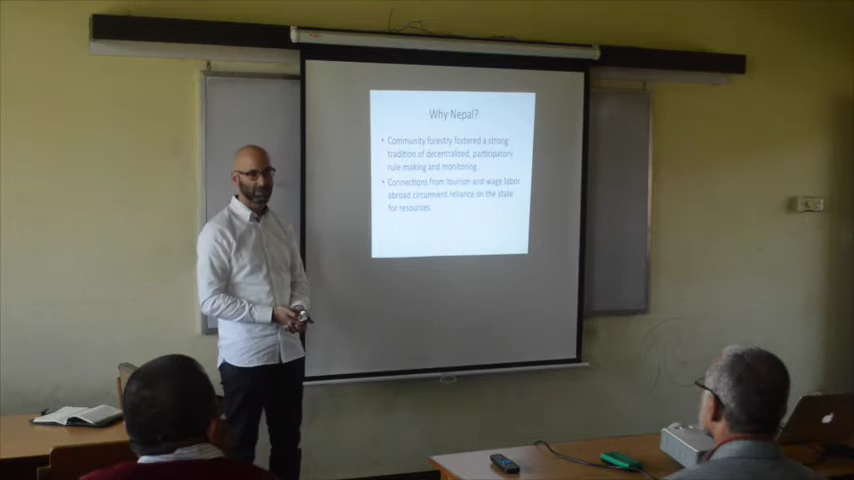 Why Nepal?
• Community forestry fostered a strong
tradition of decentralized, participatory
rule-making and monitoring.
• Connections from tourism and wage labor
abroad circumvent reliance on the state
for resources.